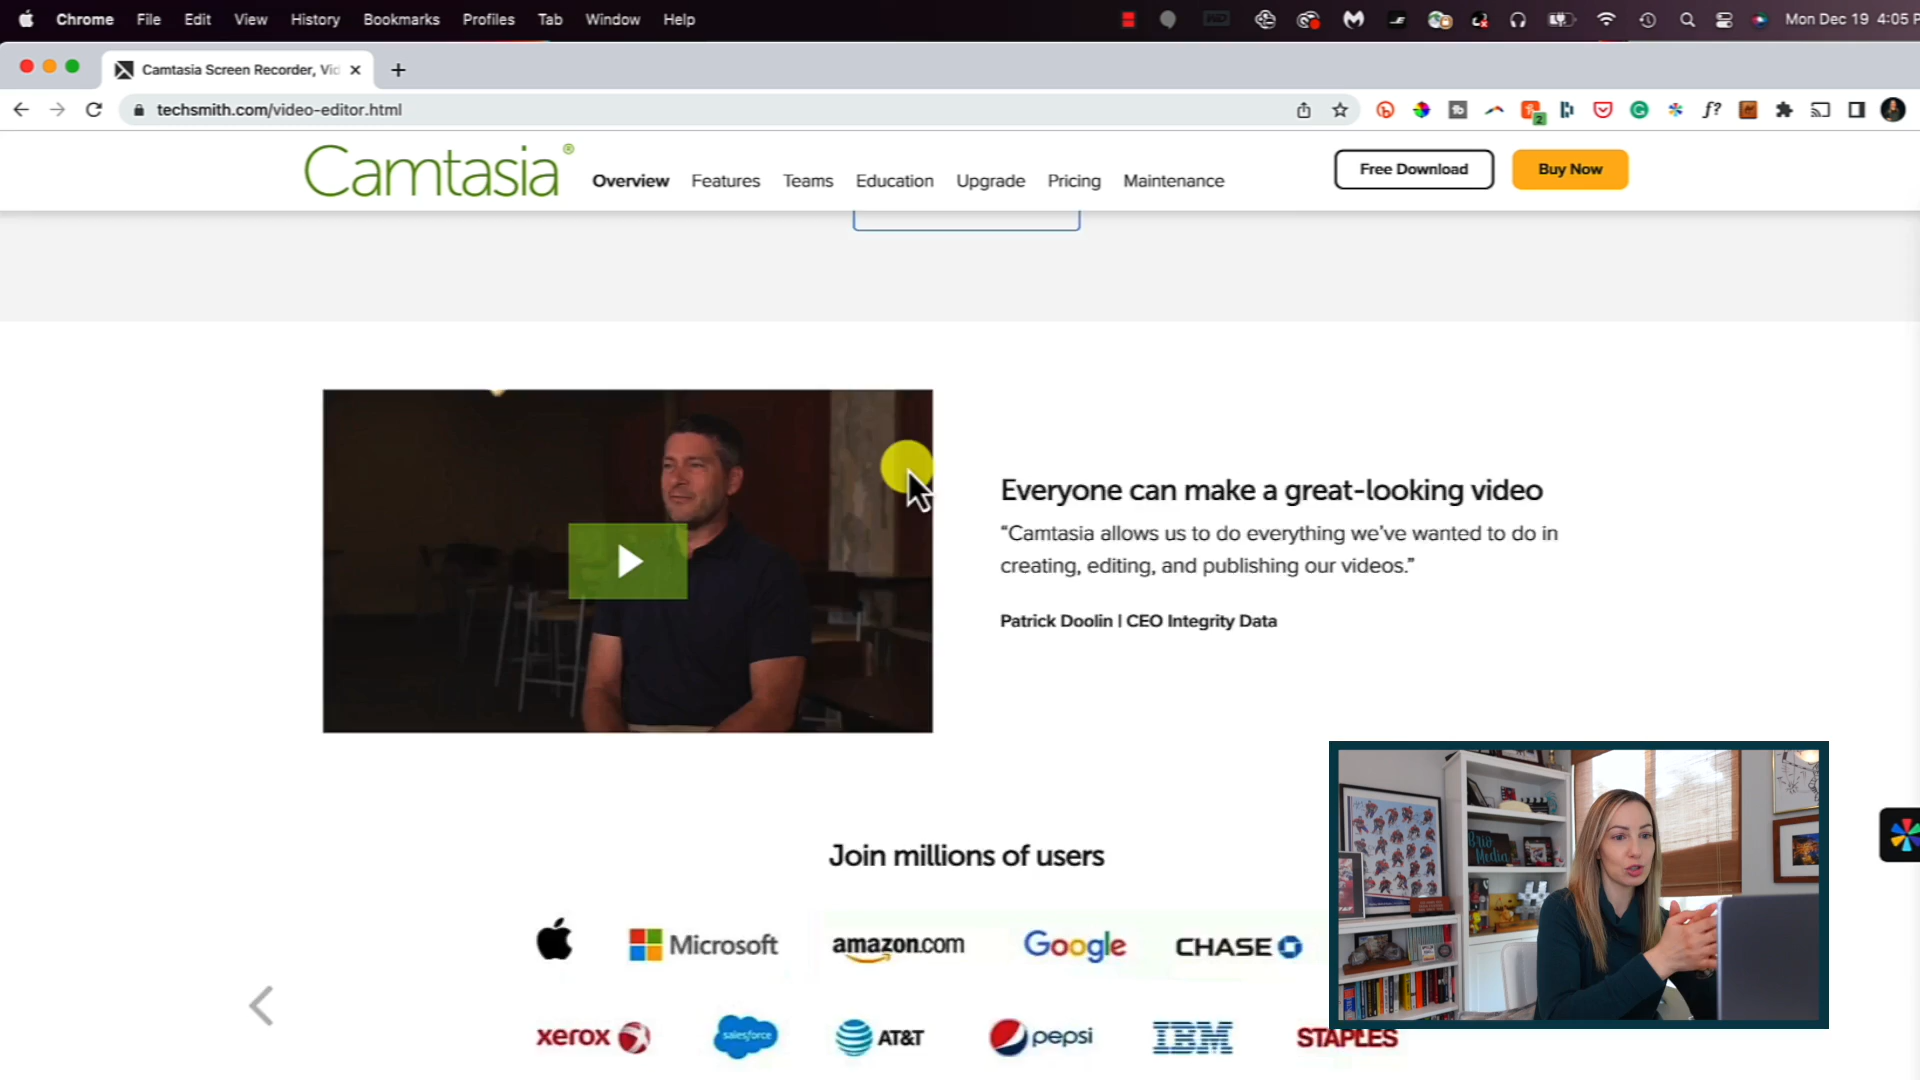 Chrome File Edit View History Bookmarks Profiles Tab Window Help
Mon Dec 19 4:05 P
Camtasia Screen Recorder, Vid
techsmith.com/video-editor.html
2
f?
Camtasia®
Overview Features Teams Education Upgrade Pricing Maintenance
Free Download
Buy Now
Everyone can make a great-looking video
“Camtasia allows us to do everything we’ve wanted to do in
creating, editing, and publishing our videos.”
Patrick Doolin | CEO Integrity Data
Join millions of users
Microsoft amazon.com Google CHASE
xerox salesforce AT&T pepsi IBM STAPLES
Brio
Media